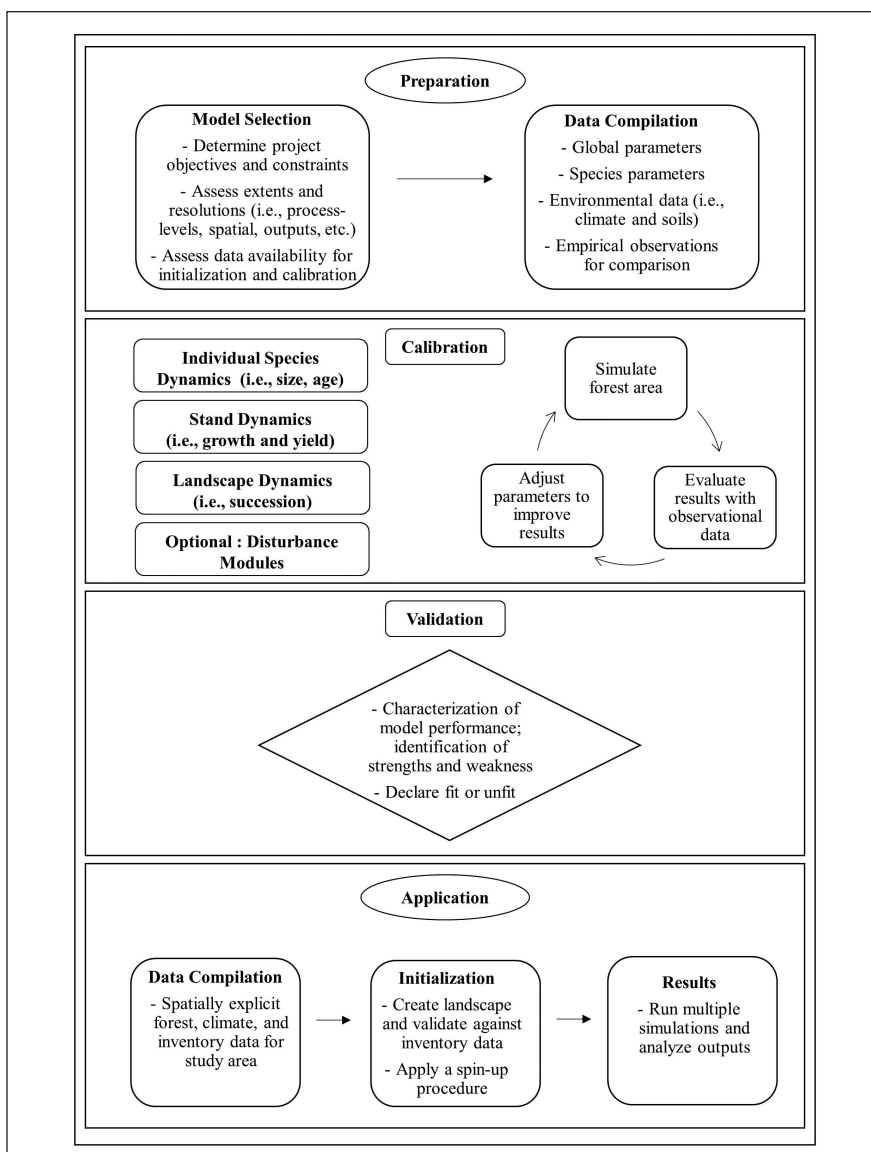 Preparation
Model Selection
- Determine project
objectives and constraints
- Assess extents and
resolutions (i.e., process-
levels, spatial, outputs, etc.)
- Assess data availability for
initialization and calibration
Data Compilation
- Global parameters
- Species parameters
- Environmental data (i.e.,
climate and soils)
- Empirical observations
for comparison
Calibration
Individual Species
Dynamics (i.e., size, age)
Stand Dynamics
(i.e., growth and yield)
Landscape Dynamics
(i.e., succession)
Optional : Disturbance
Modules
Simulate
forest area
Evaluate
results with
observational
data
Adjust
parameters to
improve
results
Validation
- Characterization of
model performance;
identification of
strengths and weakness
- Declare fit or unfit
Application
Data Compilation
- Spatially explicit
forest, climate, and
inventory data for
study area
Initialization
- Create landscape
and validate against
inventory data
- Apply a spin-up
procedure
Results
- Run multiple
simulations and
analyze outputs